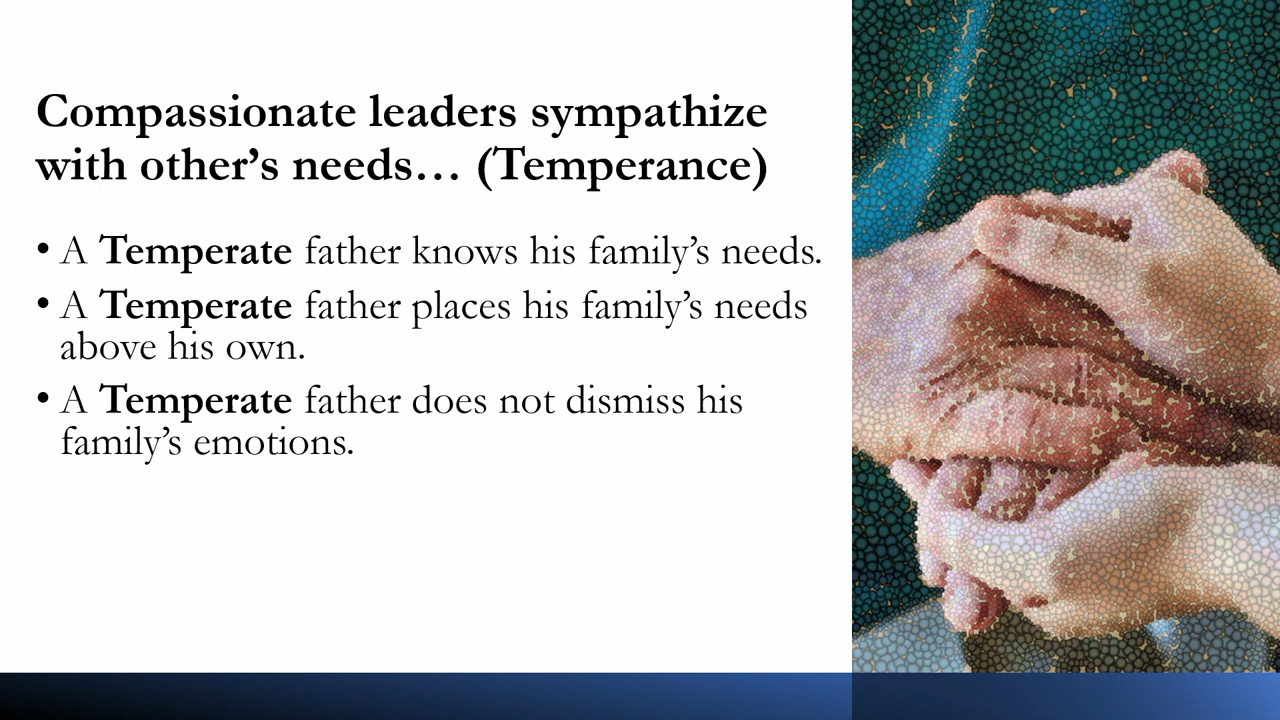 Compassionate leaders sympathize
with other’s needs… (Temperance)
• A Temperate father knows his family’s needs.
• A Temperate father places his family’s needs
above his own.
• A Temperate father does not dismiss his
family’s emotions.